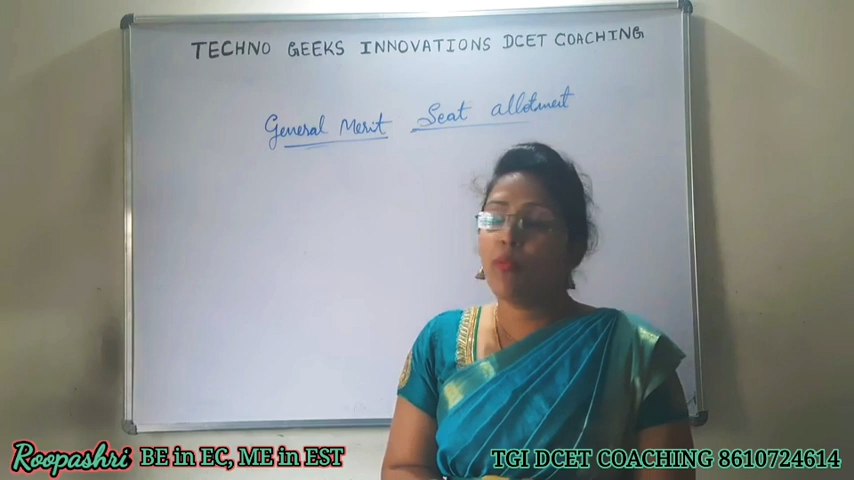 TECHNO GEEKS INNOVATIONS DCET COACHING
General Merit Seat allotment
Roopashri BE in EC, ME in EST
TGI DCET COACHING 8610724614